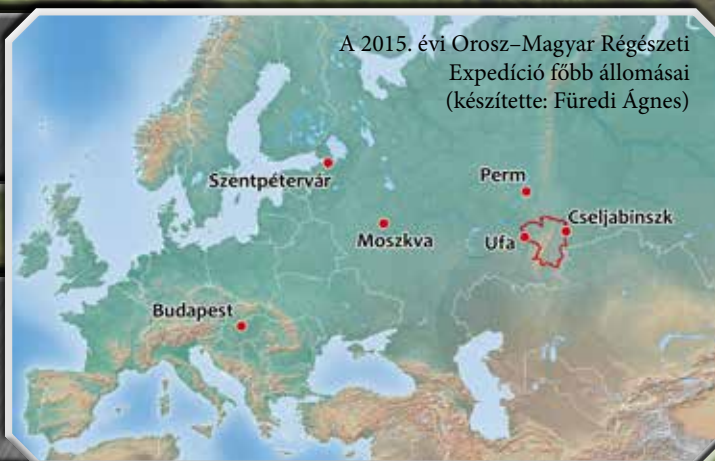 A 2015. évi Orosz–Magyar Régészeti
Expedíció főbb állomásai
(készítette: Füredi Ágnes)
Szentpétervár
Perm
Cseljabinszk
Moszkva
Ufa
Budapest